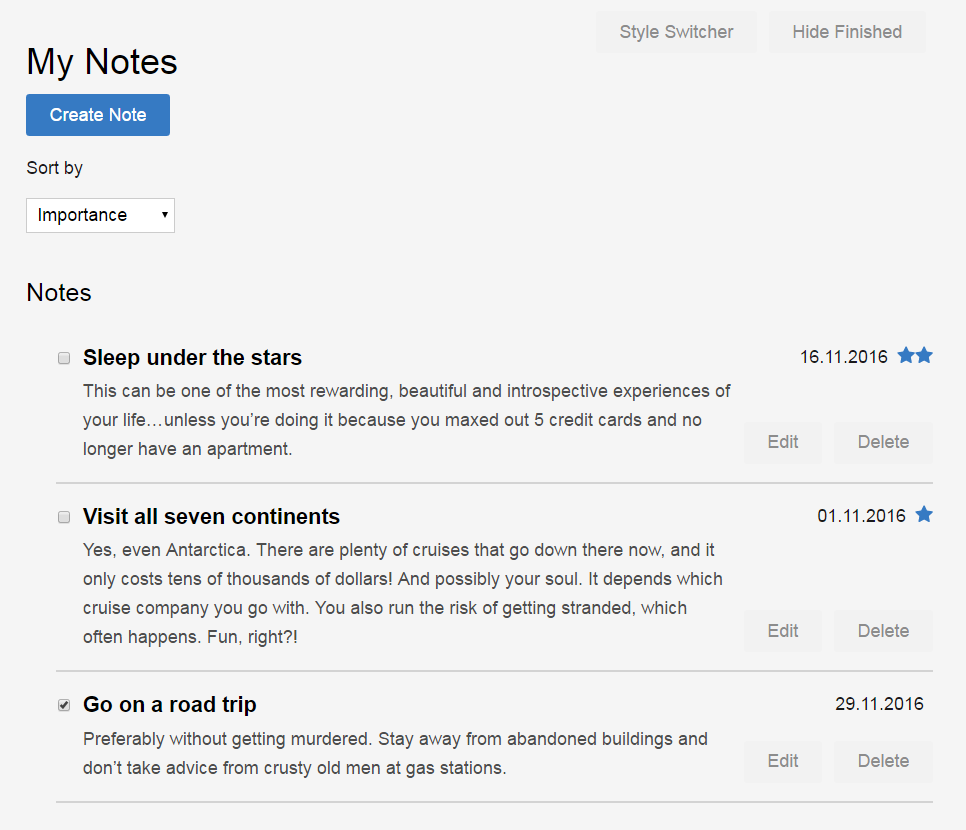 Style Switcher
Hide Finished
My Notes
Create Note
Sort by
Importance
Notes
Sleep under the stars
16.11.2016
This can be one of the most rewarding, beautiful and introspective experiences of
your life…unless you’re doing it because you maxed out 5 credit cards and no
longer have an apartment.
Edit
Delete
Visit all seven continents
01.11.2016
Yes, even Antarctica. There are plenty of cruises that go down there now, and it
only costs tens of thousands of dollars! And possibly your soul. It depends which
cruise company you go with. You also run the risk of getting stranded, which
often happens. Fun, right?!
Edit
Delete
Go on a road trip
29.11.2016
Preferably without getting murdered. Stay away from abandoned buildings and
don’t take advice from crusty old men at gas stations.
Edit
Delete